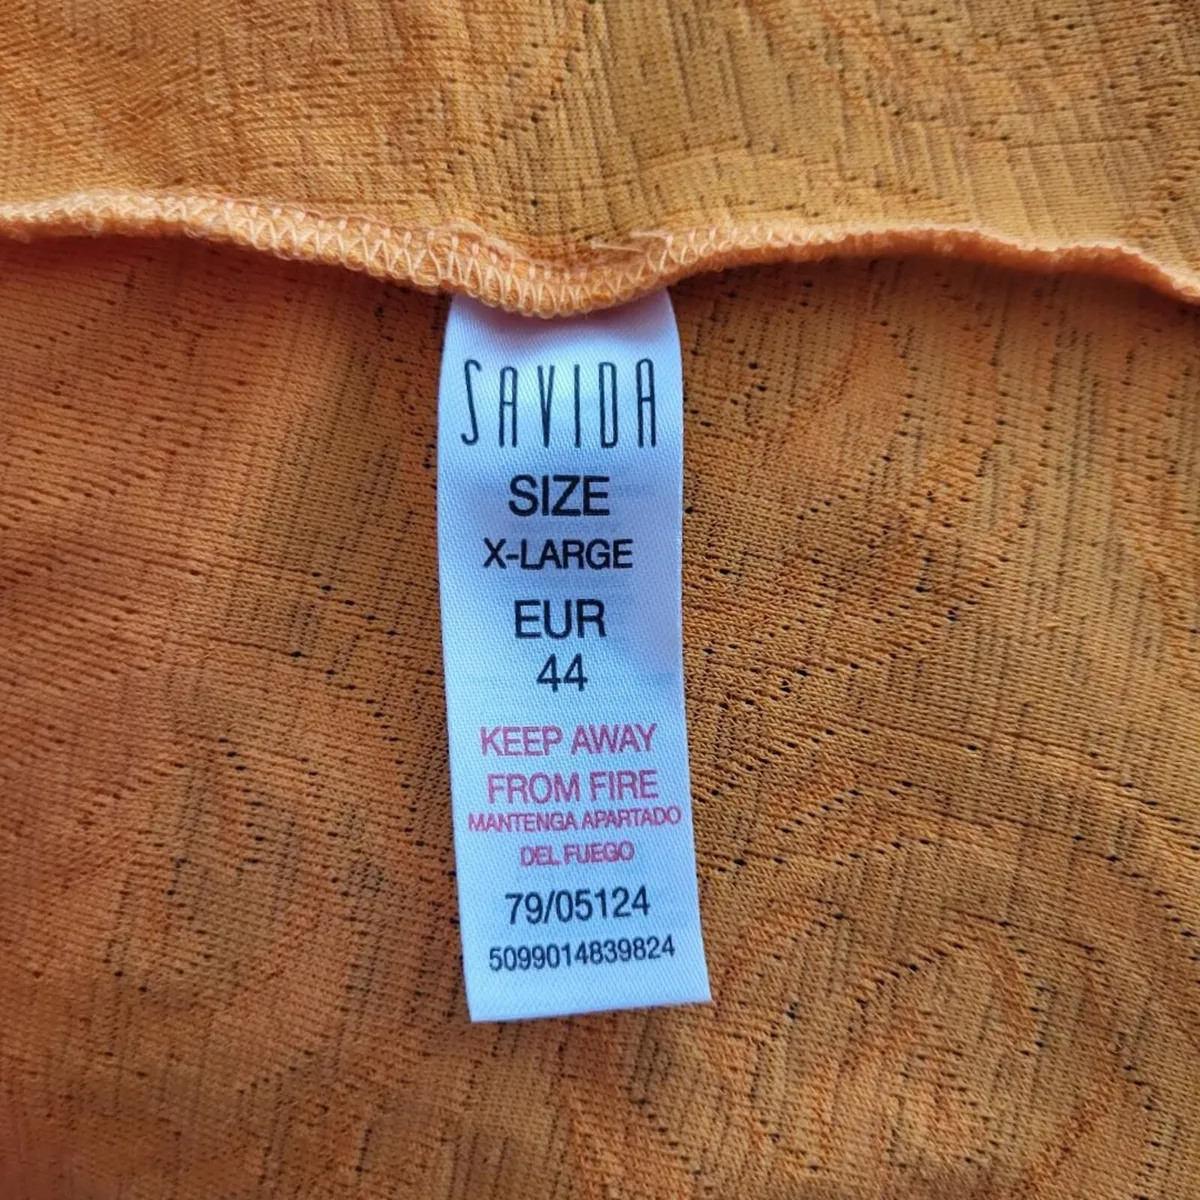 SAVIDA
SIZE
X-LARGE
EUR
44
KEEP AWAY
FROM FIRE
MANTENGA APARTADO
DEL FUEGO
79/05124
5099014839824